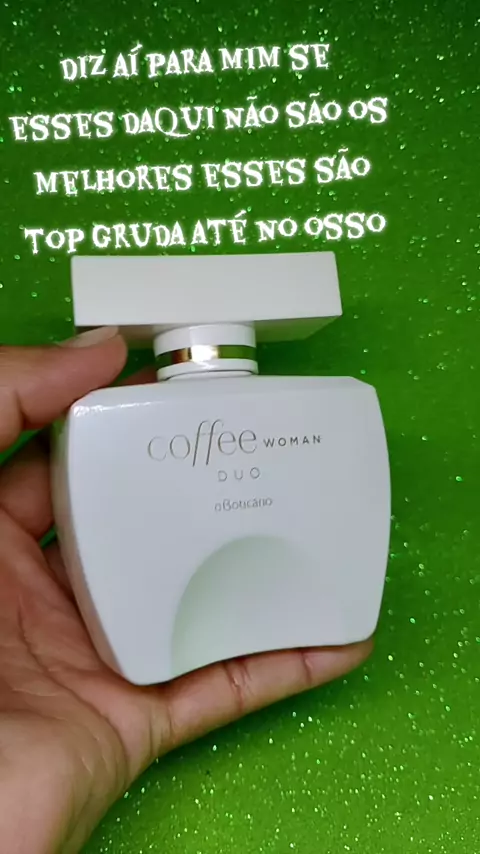 DIZ AÍ PARA MIM SE
ESSES DAQUI NÃO SÃO OS
MELHORES ESSES SÃO
TOP GRUDA ATÉ NO OSSO
coffee WOMAN
DUO
oBoticário